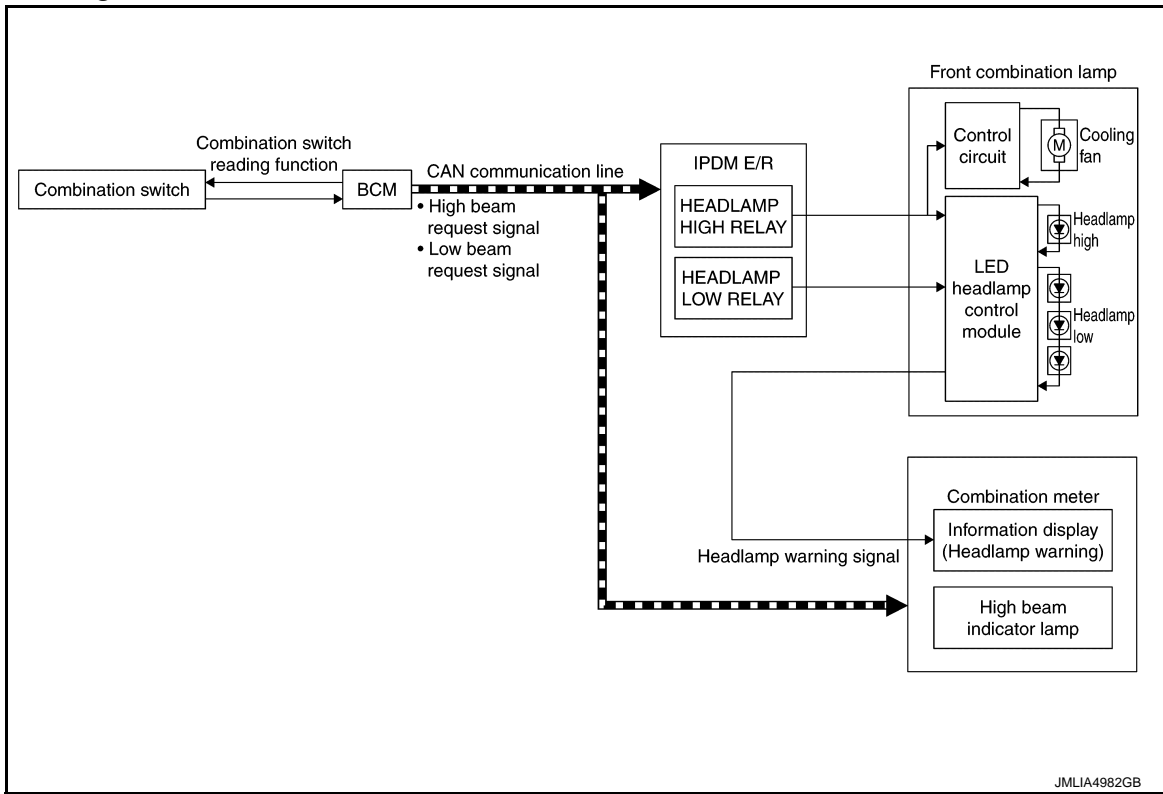 Front combination lamp
Control
circuit
M
Cooling
fan
Combination switch
reading function
Combination switch
BCM
CAN communication line
• High beam
request signal
• Low beam
request signal
IPDM E/R
HEADLAMP
HIGH RELAY
HEADLAMP
LOW RELAY
LED
headlamp
control
module
Headlamp
high
Headlamp
low
Headlamp warning signal
Combination meter
Information display
(Headlamp warning)
High beam
indicator lamp
JMLIA4982GB